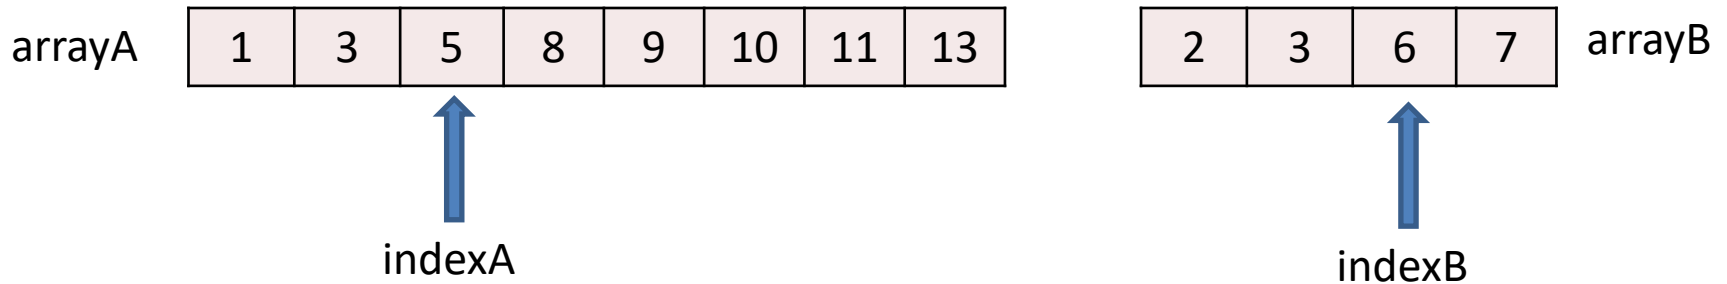 arrayA 1 3 5 8 9 10 11 13 2 3 6 7 arrayB
indexA indexB